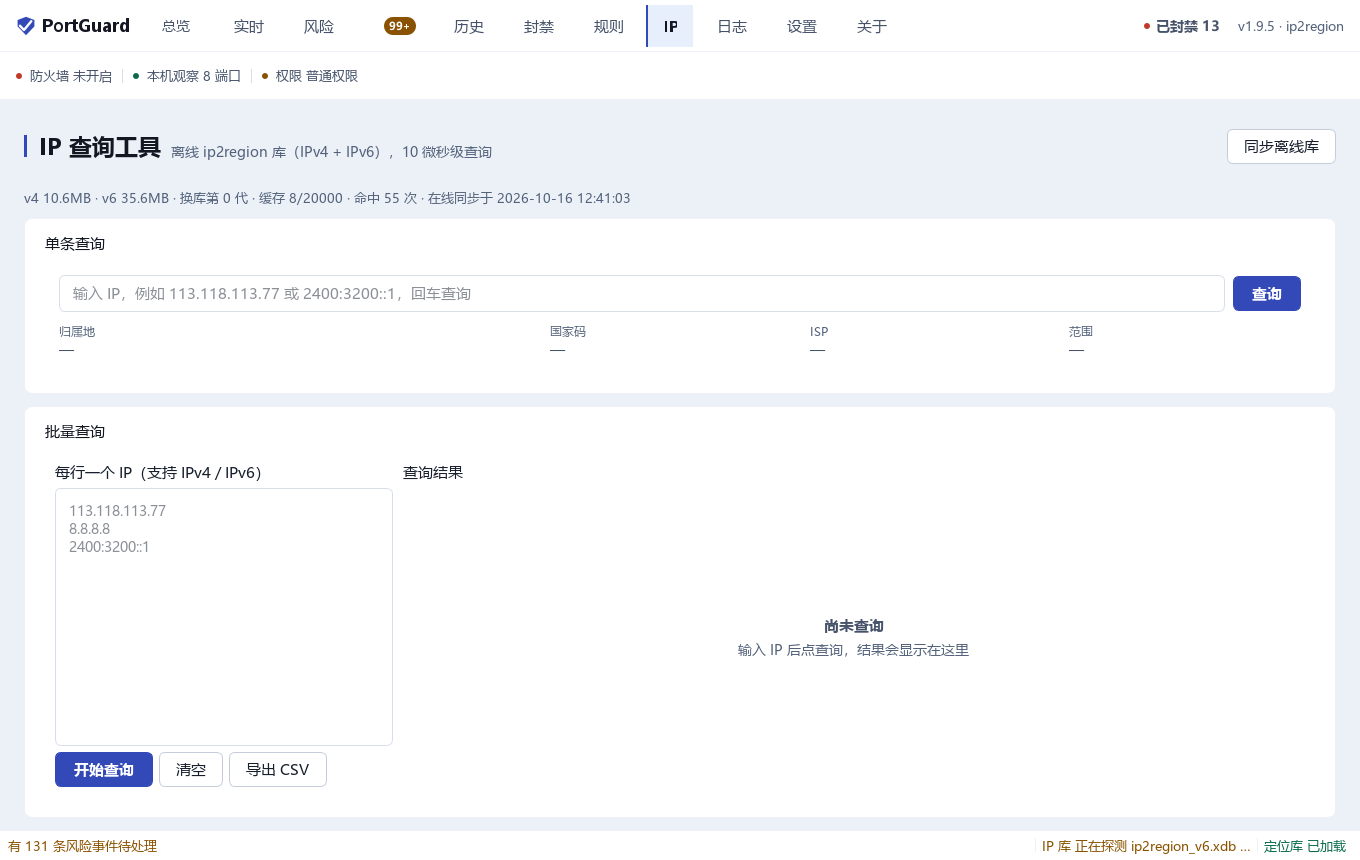 PortGuard 总览 实时 风险 99+ 历史 封禁 规则 IP 日志 设置 关于 已封禁 13 v1.9.5 · ip2region
防火墙 未开启 本机观察 8 端口 权限 普通权限
IP 查询工具 离线 ip2region 库（IPv4 + IPv6），10 微秒级查询 同步离线库
v4 10.6MB · v6 35.6MB · 换库第 0 代 · 缓存 8/20000 · 命中 55 次 · 在线同步于 2026-10-16 12:41:03
单条查询
输入 IP，例如 113.118.113.77 或 2400:3200::1，回车查询 查询
归属地 国家码 ISP 范围
— — — —
批量查询
每行一个 IP（支持 IPv4 / IPv6） 查询结果
113.118.113.77
8.8.8.8
2400:3200::1
尚未查询
输入 IP 后点查询，结果会显示在这里
开始查询 清空 导出 CSV
有 131 条风险事件待处理 IP 库 正在探测 ip2region_v6.xdb ... 定位库 已加载